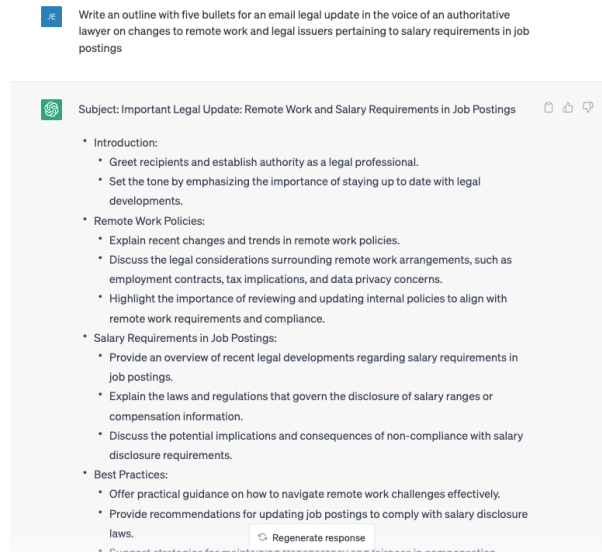 JE
Write an outline with five bullets for an email legal update in the voice of an authoritative
lawyer on changes to remote work and legal issuers pertaining to salary requirements in job
postings
Subject: Important Legal Update: Remote Work and Salary Requirements in Job Postings
• Introduction:
• Greet recipients and establish authority as a legal professional.
• Set the tone by emphasizing the importance of staying up to date with legal
developments.
• Remote Work Policies:
• Explain recent changes and trends in remote work policies.
• Discuss the legal considerations surrounding remote work arrangements, such as
employment contracts, tax implications, and data privacy concerns.
• Highlight the importance of reviewing and updating internal policies to align with
remote work requirements and compliance.
• Salary Requirements in Job Postings:
• Provide an overview of recent legal developments regarding salary requirements in
job postings.
• Explain the laws and regulations that govern the disclosure of salary ranges or
compensation information.
• Discuss the potential implications and consequences of non-compliance with salary
disclosure requirements.
• Best Practices:
• Offer practical guidance on how to navigate remote work challenges effectively.
• Provide recommendations for updating job postings to comply with salary disclosure
laws.
Regenerate response